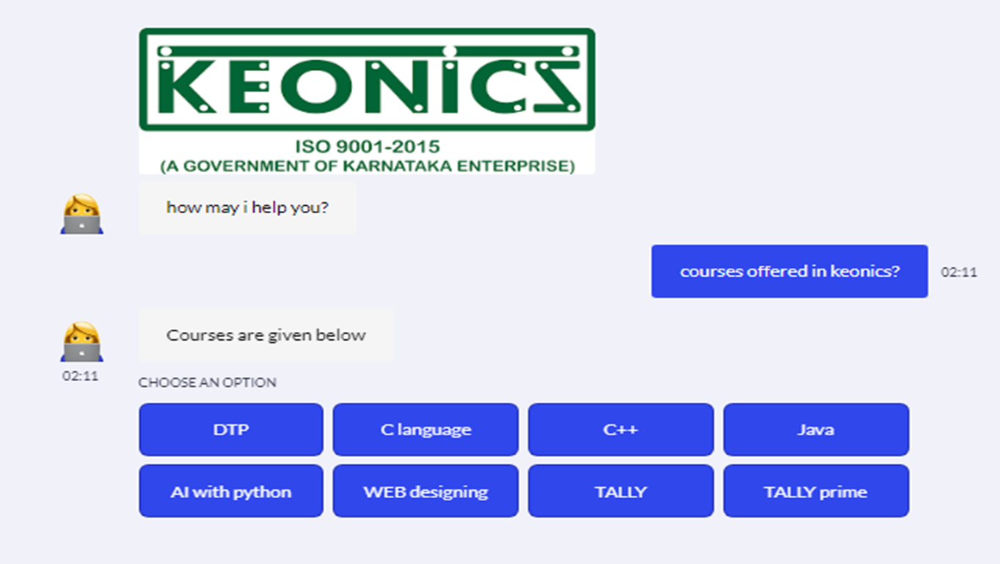 KEONICS
ISO 9001-2015
(A GOVERNMENT OF KARNATAKA ENTERPRISE)
how may i help you?
courses offered in keonics?
02:11
Courses are given below
02:11
CHOOSE AN OPTION
DTP
C language
C++
Java
AI with python
WEB designing
TALLY
TALLY prime